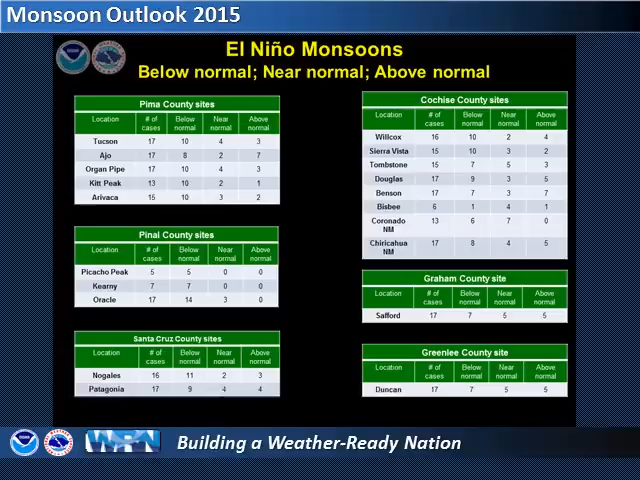 Monsoon Outlook 2015
El Niño Monsoons
Below normal; Near normal; Above normal
Pima County sites
Location # of cases Below normal Near normal Above normal
Tucson 17 10 4 3
Ajo 17 8 2 7
Organ Pipe 17 10 4 3
Kitt Peak 13 10 2 1
Arivaca 15 10 3 2
Pinal County sites
Location # of cases Below normal Near normal Above normal
Picacho Peak 5 5 0 0
Kearny 7 7 0 0
Oracle 17 14 3 0
Santa Cruz County sites
Location # of cases Below normal Near normal Above normal
Nogales 16 11 2 3
Patagonia 17 9 4 4
Cochise County sites
Location # of cases Below normal Near normal Above normal
Willcox 16 10 2 4
Sierra Vista 15 10 3 2
Tombstone 15 7 5 3
Douglas 17 9 3 5
Benson 17 7 3 7
Bisbee 6 1 4 1
Coronado NM 13 6 7 0
Chiricahua NM 17 8 4 5
Graham County site
Location # of cases Below normal Near normal Above normal
Safford 17 7 5 5
Greenlee County site
Location # of cases Below normal Near normal Above normal
Duncan 17 7 5 5
Building a Weather-Ready Nation